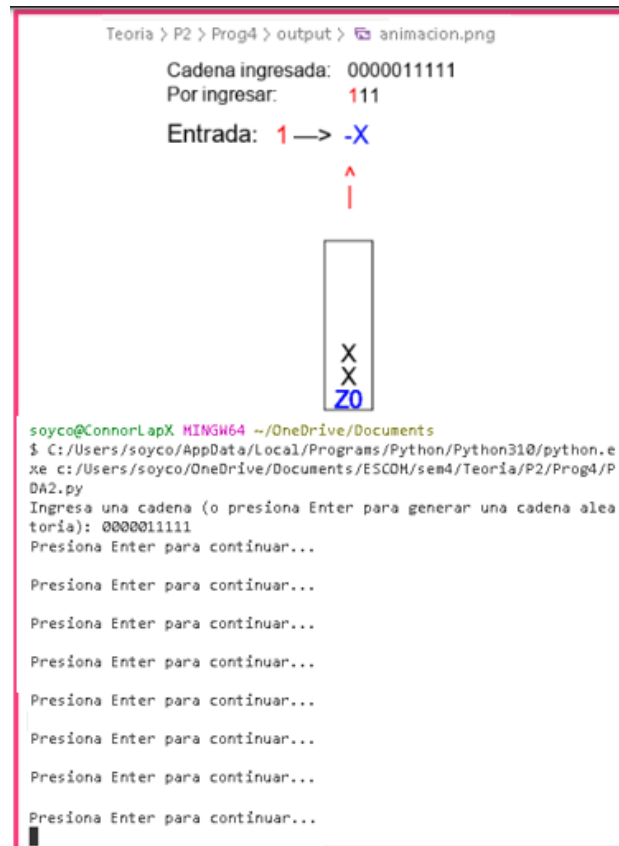 Teoria > P2 > Prog4 > output > animacion.png
Cadena ingresada: 0000011111
Por ingresar: 111
Entrada: 1 —> -X
^
|
X
X
Z0
soyco@ConnorLapX MINGW64 ~/OneDrive/Documents
$ C:/Users/soyco/AppData/Local/Programs/Python/Python310/python.e
xe c:/Users/soyco/OneDrive/Documents/ESCOM/sem4/Teoria/P2/Prog4/P
DA2.py
Ingresa una cadena (o presiona Enter para generar una cadena alea
toria): 0000011111
Presiona Enter para continuar...
Presiona Enter para continuar...
Presiona Enter para continuar...
Presiona Enter para continuar...
Presiona Enter para continuar...
Presiona Enter para continuar...
Presiona Enter para continuar...
Presiona Enter para continuar...